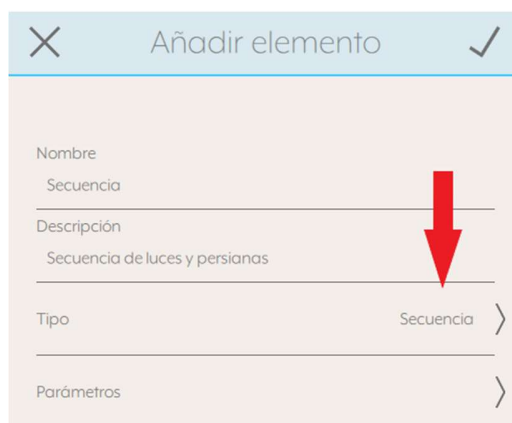 Añadir elemento
Nombre
Secuencia
Descripción
Secuencia de luces y persianas
Tipo Secuencia
Parámetros